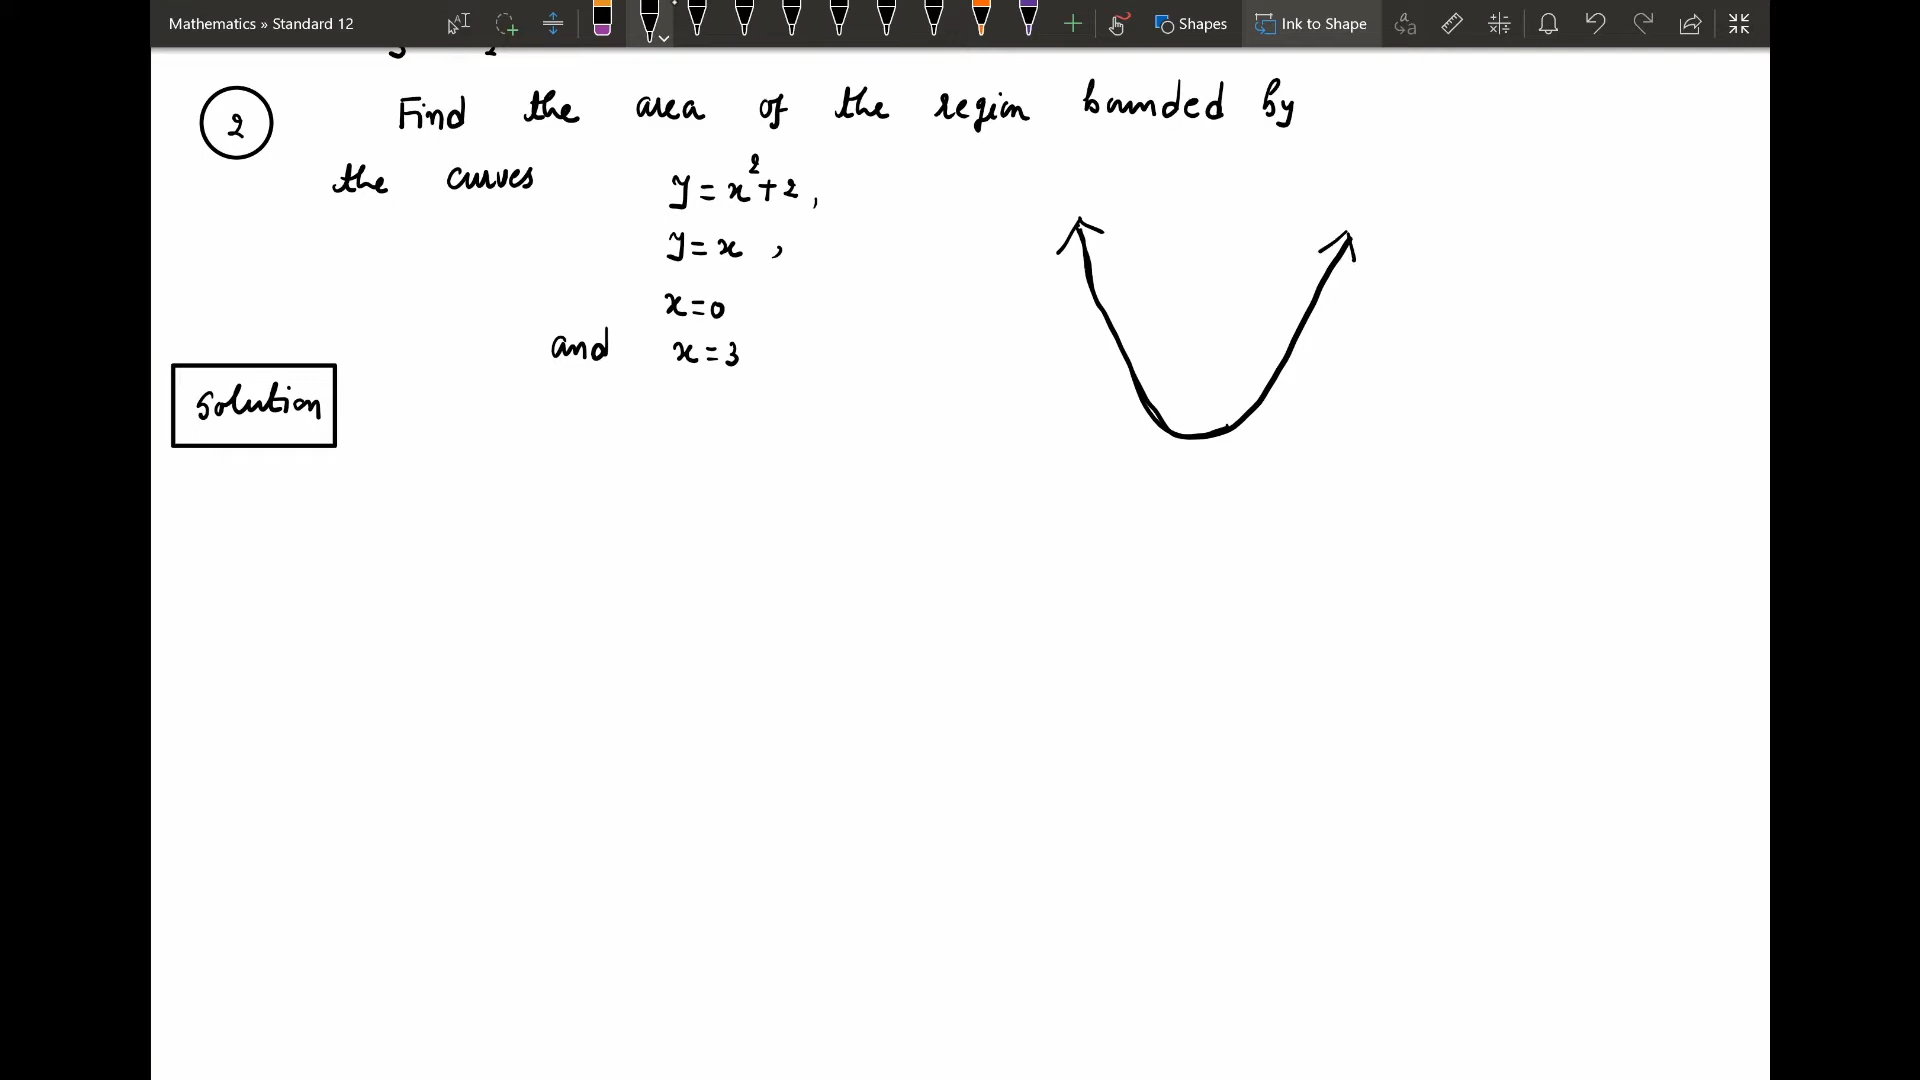 Mathematics » Standard 12
Shapes
Ink to Shape
2 Find the area of the region bounded by
the curves y = x² + 2,
y = x ,
x = 0
and x = 3
Solution